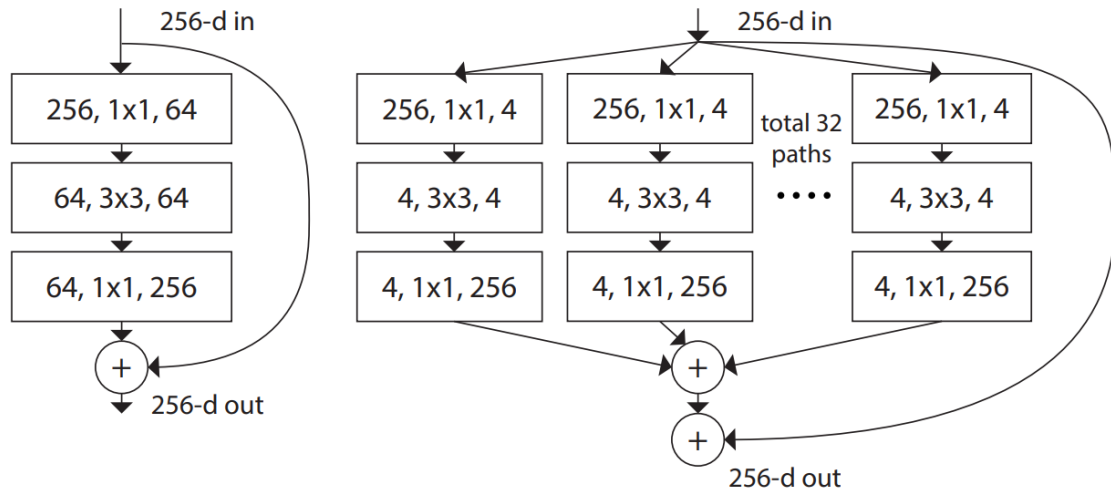 256-d in
256, 1x1, 64
64, 3x3, 64
64, 1x1, 256
+
256-d out
256-d in
256, 1x1, 4
256, 1x1, 4
total 32
paths
256, 1x1, 4
4, 3x3, 4
4, 3x3, 4
....
4, 3x3, 4
4, 1x1, 256
4, 1x1, 256
4, 1x1, 256
+
+
256-d out